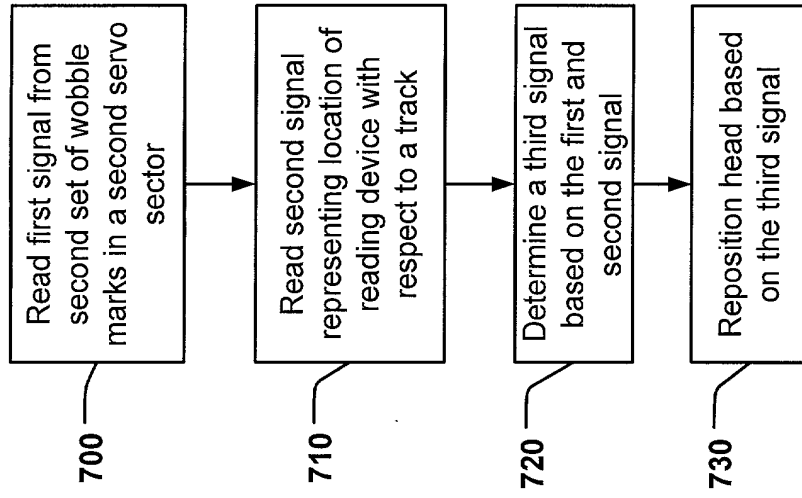 700
Read first signal from
second set of wobble
marks in a second servo
sector
710
Read second signal
representing location of
reading device with
respect to a track
720
Determine a third signal
based on the first and
second signal
730
Reposition head based
on the third signal